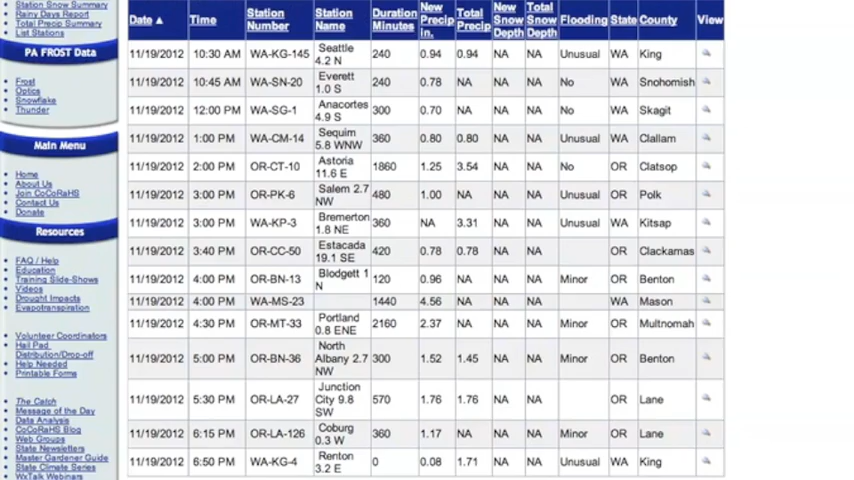 Station Snow Summary
Rainy Days Report
Total Precip Summary
List Stations
PA FROST Data
Frost
Optics
Snowflake
Thunder
Main Menu
Home
About Us
Join CoCoRaHS
Contact Us
Donate
Resources
FAQ / Help
Education
Training Slide-Shows
Videos
Drought Impacts
Evapotranspiration
Volunteer Coordinators
Hail Pad
Distribution/Drop-off
Help Needed
Printable Forms
The Catch
Message of the Day
Data Analysis
CoCoRaHS Blog
Web Groups
State Newsletters
Master Gardener Guide
State Climate Series
WxTalk Webinars
Date ▲ Time Station Number Station Name Duration Minutes New Precip in. Total Precip New Snow Depth Total Snow Depth Flooding State County View
11/19/2012 10:30 AM WA-KG-145 Seattle 4.2 N 240 0.94 0.94 NA NA Unusual WA King
11/19/2012 10:45 AM WA-SN-20 Everett 1.0 S 240 0.78 NA NA NA No WA Snohomish
11/19/2012 12:00 PM WA-SG-1 Anacortes 4.9 S 300 0.70 NA NA NA No WA Skagit
11/19/2012 1:00 PM WA-CM-14 Sequim 5.8 WNW 360 0.80 0.80 NA NA Unusual WA Clallam
11/19/2012 2:00 PM OR-CT-10 Astoria 11.6 E 1860 1.25 3.54 NA NA No OR Clatsop
11/19/2012 3:00 PM OR-PK-6 Salem 2.7 NW 480 1.00 NA NA NA Unusual OR Polk
11/19/2012 3:00 PM WA-KP-3 Bremerton 1.8 NE 360 NA 3.31 NA NA Unusual WA Kitsap
11/19/2012 3:40 PM OR-CC-50 Estacada 19.1 SE 420 0.78 0.78 NA NA OR Clackamas
11/19/2012 4:00 PM OR-BN-13 Blodgett 1 N 120 0.96 NA NA NA Minor OR Benton
11/19/2012 4:00 PM WA-MS-23 1440 4.56 NA NA NA WA Mason
11/19/2012 4:30 PM OR-MT-33 Portland 0.8 ENE 2160 2.37 NA NA NA Minor OR Multnomah
11/19/2012 5:00 PM OR-BN-36 North Albany 2.7 NW 300 1.52 1.45 NA NA Minor OR Benton
11/19/2012 5:30 PM OR-LA-27 Junction City 9.8 SW 570 1.76 1.76 NA NA OR Lane
11/19/2012 6:15 PM OR-LA-126 Coburg 0.3 W 360 1.17 NA NA NA Minor OR Lane
11/19/2012 6:50 PM WA-KG-4 Renton 3.2 E 0 0.08 1.71 NA NA Unusual WA King